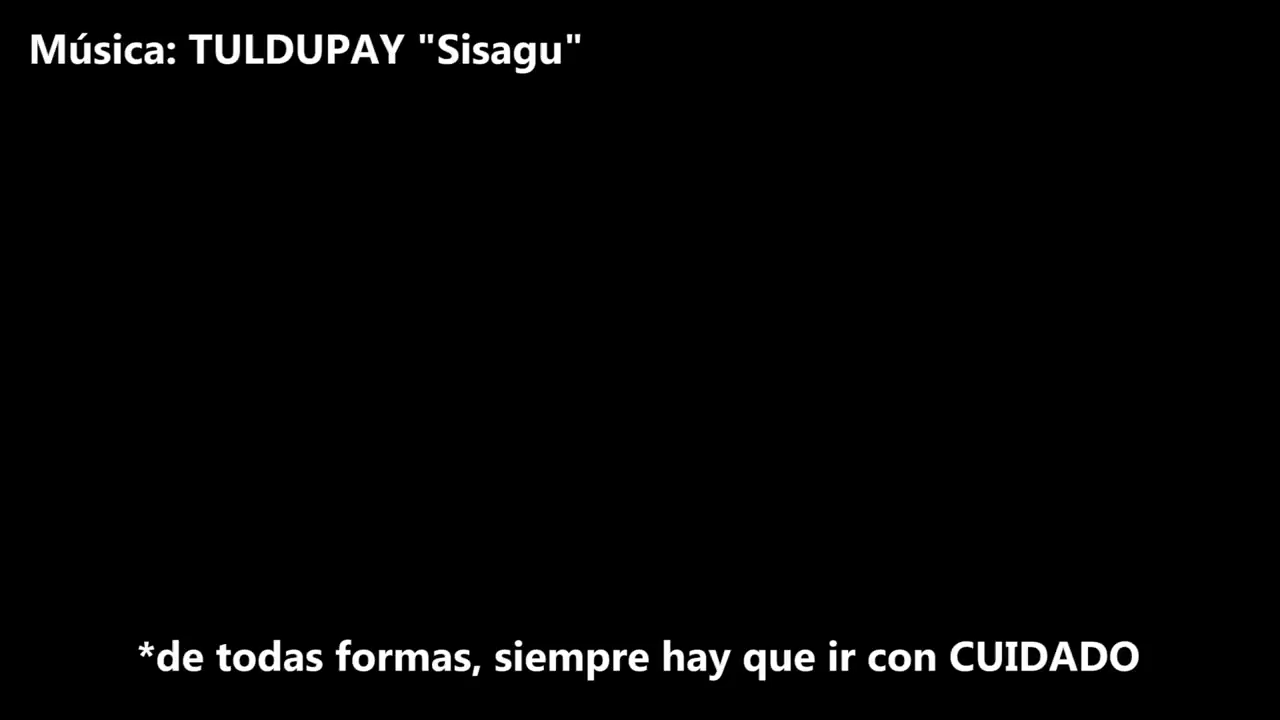 Música: TULDUPAY "Sisagu"
*de todas formas, siempre hay que ir con CUIDADO